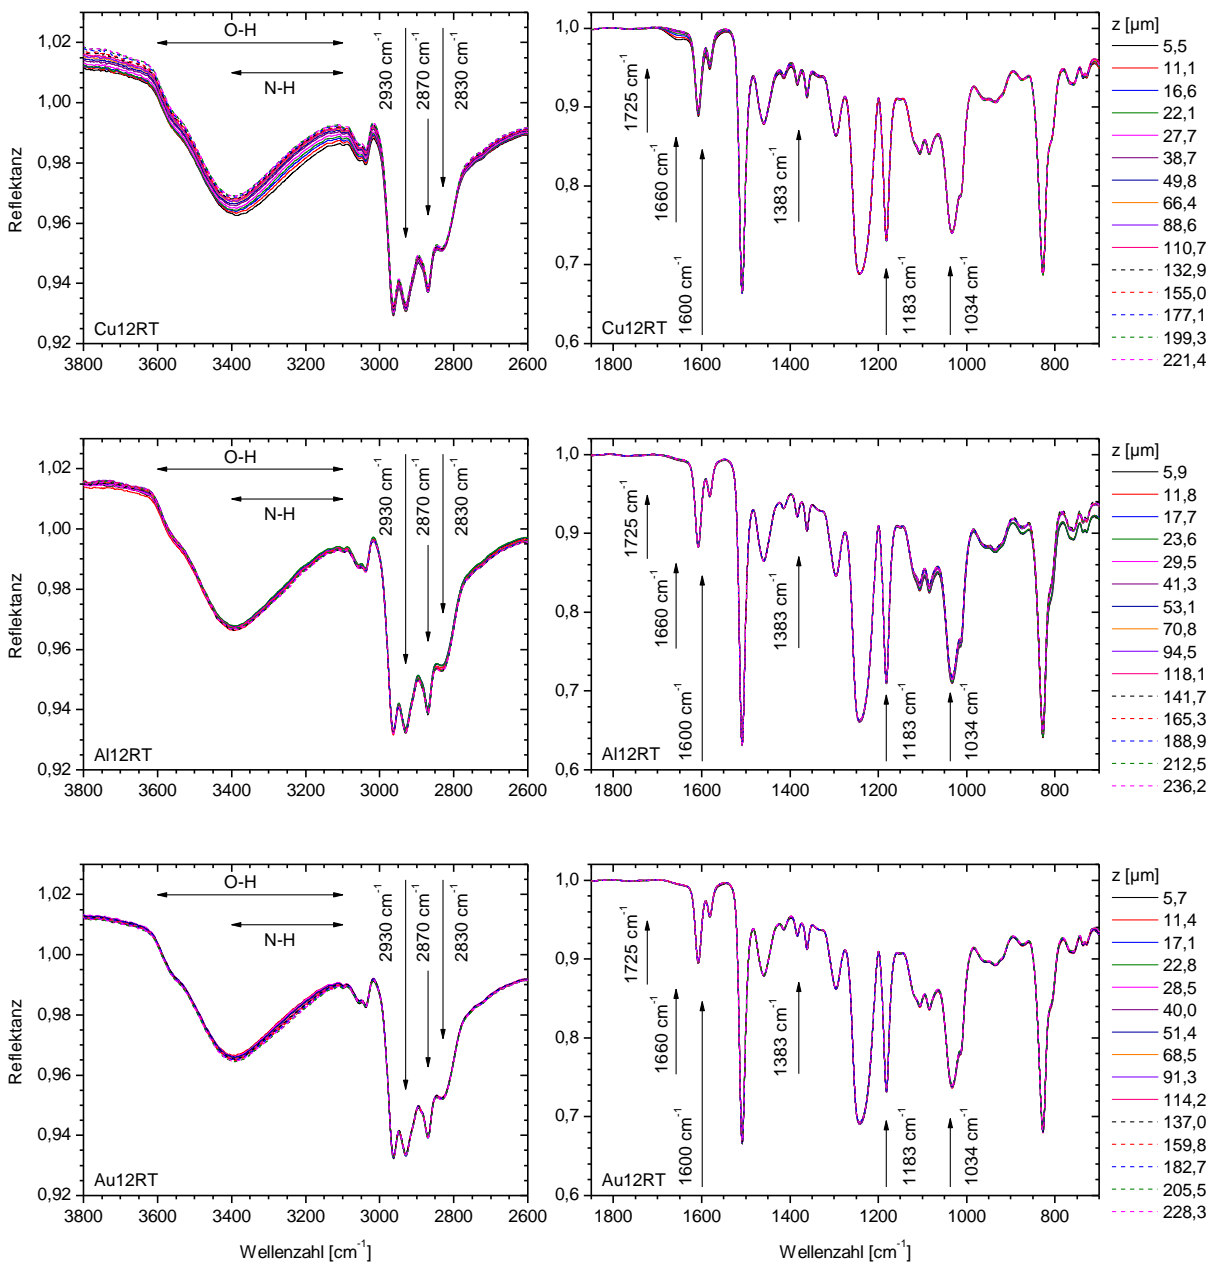 Reflektanz
1,02
1,00
0,98
0,96
0,94
0,92
O-H
N-H
2930 cm-1
2870 cm-1
2830 cm-1
Cu12RT
3800 3600 3400 3200 3000 2800 2600
1,0
0,9
0,8
0,7
0,6
1725 cm-1
1660 cm-1
1600 cm-1
1383 cm-1
1183 cm-1
1034 cm-1
Cu12RT
1800 1600 1400 1200 1000 800
z [µm]
5,5
11,1
16,6
22,1
27,7
38,7
49,8
66,4
88,6
110,7
132,9
155,0
177,1
199,3
221,4
Reflektanz
1,02
1,00
0,98
0,96
0,94
0,92
O-H
N-H
2930 cm-1
2870 cm-1
2830 cm-1
Al12RT
3800 3600 3400 3200 3000 2800 2600
1,0
0,9
0,8
0,7
0,6
1725 cm-1
1660 cm-1
1600 cm-1
1383 cm-1
1183 cm-1
1034 cm-1
Al12RT
1800 1600 1400 1200 1000 800
z [µm]
5,9
11,8
17,7
23,6
29,5
41,3
53,1
70,8
94,5
118,1
141,7
165,3
188,9
212,5
236,2
Reflektanz
1,02
1,00
0,98
0,96
0,94
0,92
O-H
N-H
2930 cm-1
2870 cm-1
2830 cm-1
Au12RT
3800 3600 3400 3200 3000 2800 2600
Wellenzahl [cm-1]
1,0
0,9
0,8
0,7
0,6
1725 cm-1
1660 cm-1
1600 cm-1
1383 cm-1
1183 cm-1
1034 cm-1
Au12RT
1800 1600 1400 1200 1000 800
Wellenzahl [cm-1]
z [µm]
5,7
11,4
17,1
22,8
28,5
40,0
51,4
68,5
91,3
114,2
137,0
159,8
182,7
205,5
228,3